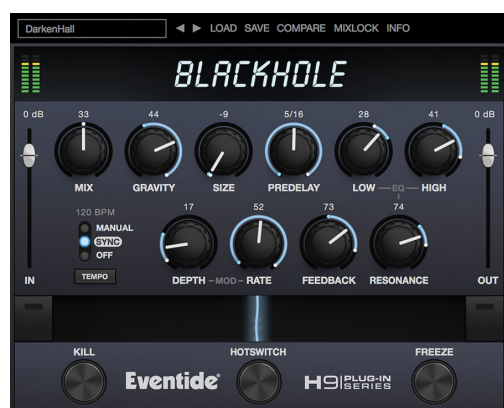 DarkenHall
LOAD SAVE COMPARE MIXLOCK INFO
BLACKHOLE
0 dB 33 44 -9 5/16 28 41 0 dB
MIX GRAVITY SIZE PREDELAY LOW EQ HIGH
120 BPM
MANUAL
SYNC
OFF
TEMPO
17 52 73 74
IN DEPTH MOD RATE FEEDBACK RESONANCE OUT
KILL HOTSWITCH FREEZE
Eventide® H9 PLUG-IN SERIES